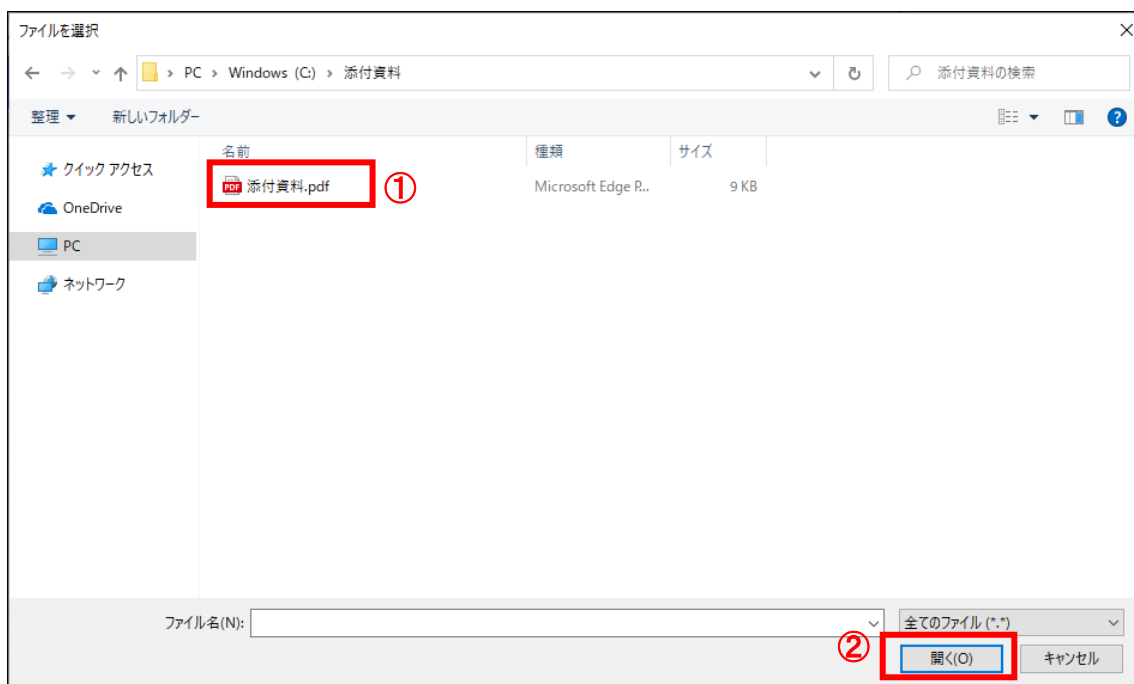 ファイルを選択
PC › Windows (C:) › 添付資料
添付資料の検索
整理 新しいフォルダー
名前 種類 サイズ
クイック アクセス
添付資料.pdf Microsoft Edge P... 9 KB
①
OneDrive
PC
ネットワーク
ファイル名(N):
全てのファイル (*.*)
②
開く(O) キャンセル